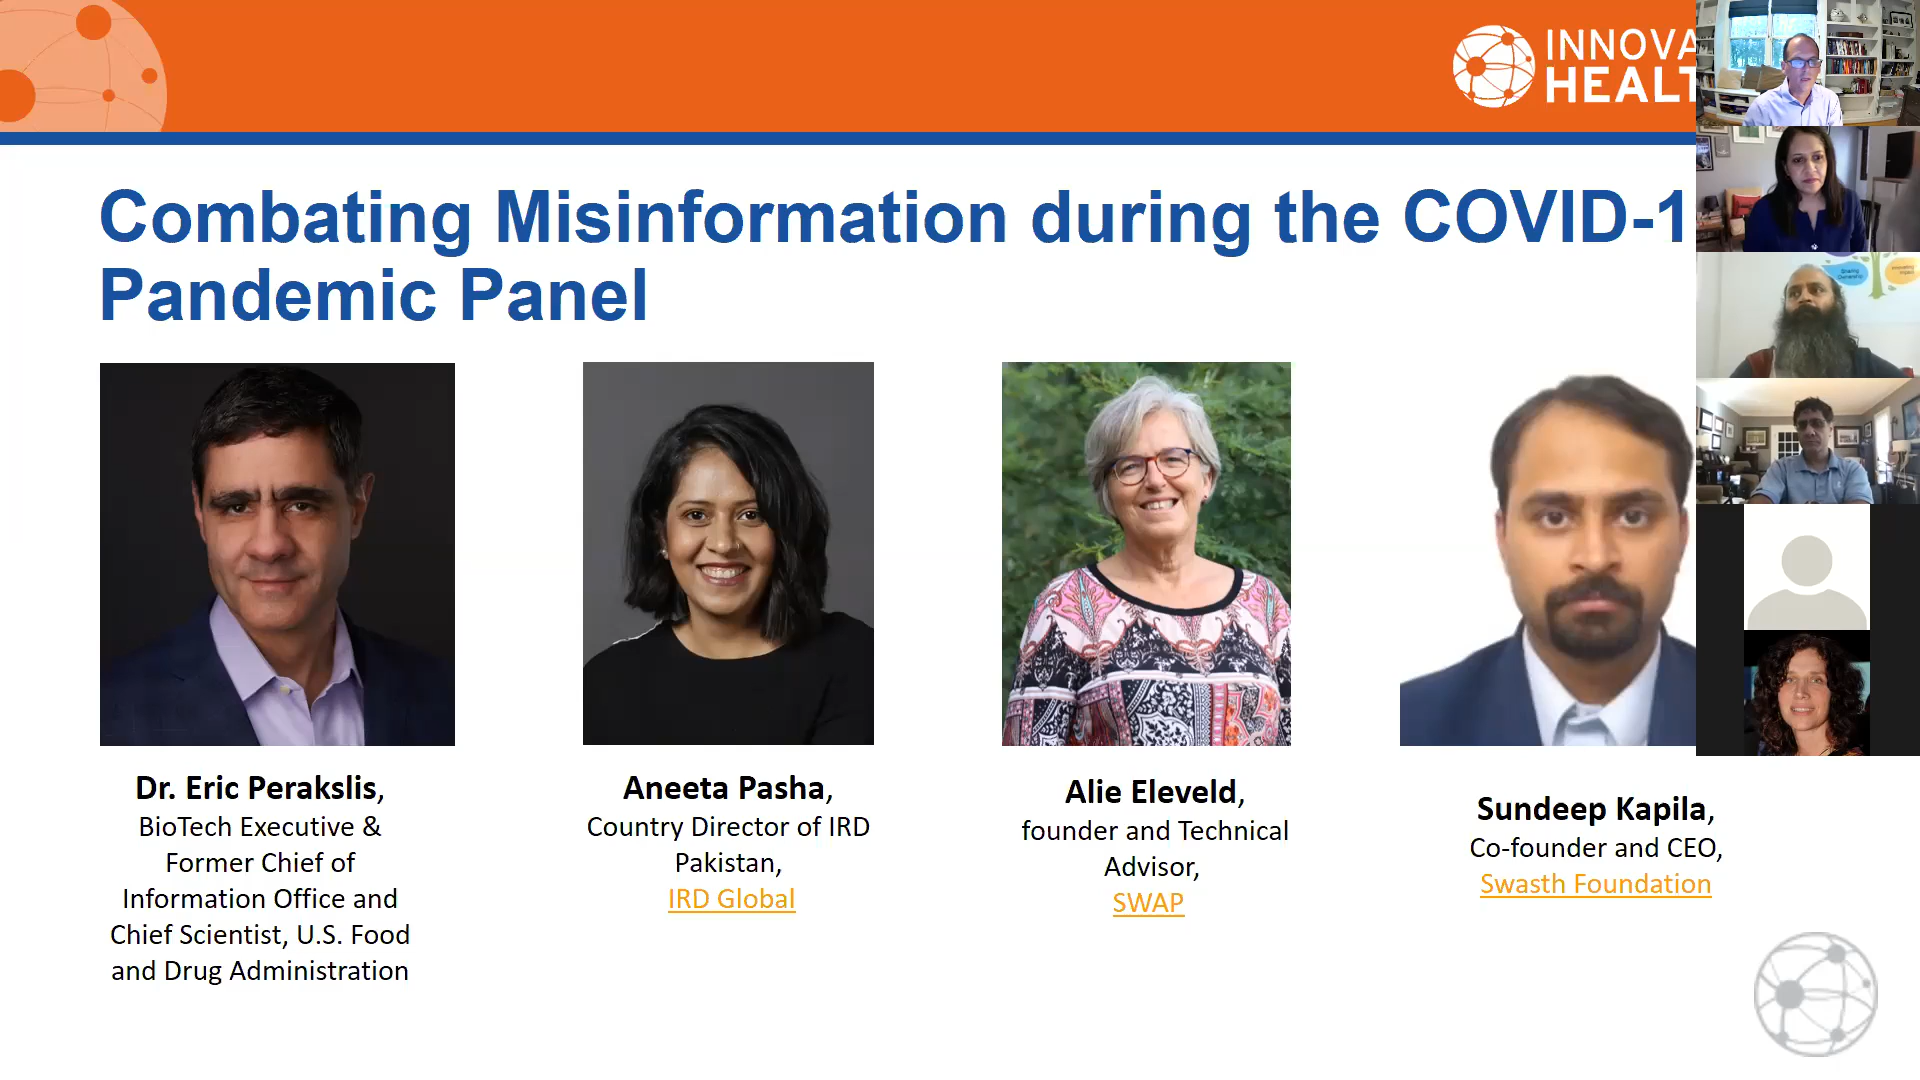 INNOVA
HEALT
Combating Misinformation during the COVID-1
Pandemic Panel
Sharing
Ownership
Dr. Eric Perakslis,
BioTech Executive &
Former Chief of
Information Office and
Chief Scientist, U.S. Food
and Drug Administration
Aneeta Pasha,
Country Director of IRD
Pakistan,
IRD Global
Alie Eleveld,
founder and Technical
Advisor,
SWAP
Sundeep Kapila,
Co-founder and CEO,
Swasth Foundation